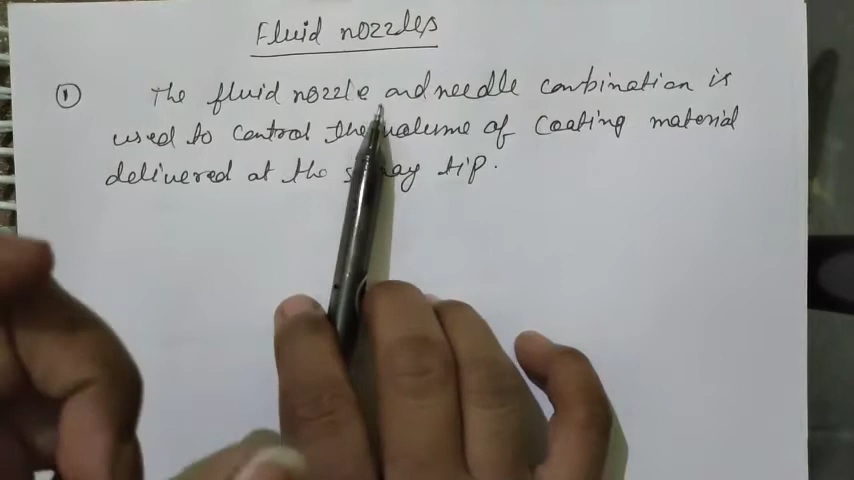 Fluid nozzles
① The fluid nozzle and needle combination is
used to control the volume of coating material
delivered at the spray tip.